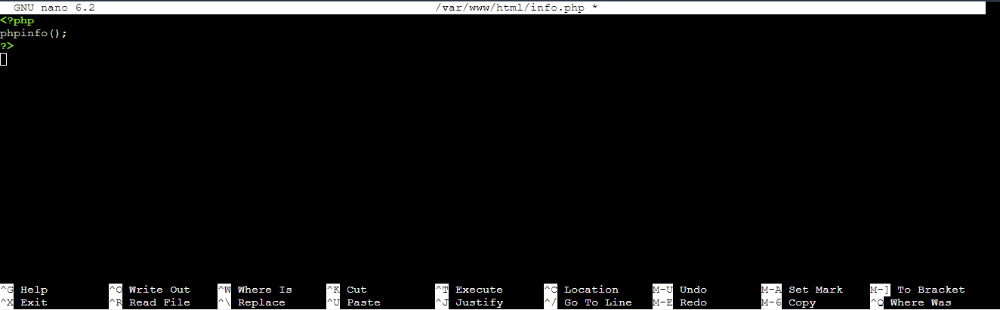 GNU nano 6.2 /var/www/html/info.php *
<?php
phpinfo();
?>
^G Help ^O Write Out ^W Where Is ^K Cut ^T Execute ^C Location M-U Undo M-A Set Mark M-] To Bracket
^X Exit ^R Read File ^\ Replace ^U Paste ^J Justify ^/ Go To Line M-E Redo M-6 Copy ^Q Where Was